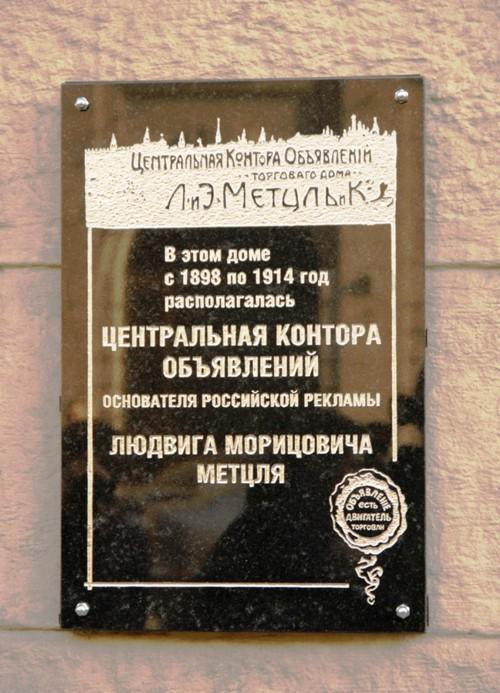 Центральная Контора Объявленій
торговаго дома
Л. и Э. Метцль и К°
В этом доме
с 1898 по 1914 год
располагалась
ЦЕНТРАЛЬНАЯ КОНТОРА
ОБЪЯВЛЕНИЙ
ОСНОВАТЕЛЯ РОССИЙСКОЙ РЕКЛАМЫ
ЛЮДВИГА МОРИЦОВИЧА
МЕТЦЛЯ
ОБЪЯВЛЕНІЕ
есть
ДВИГАТЕЛЬ
ТОРГОВЛИ